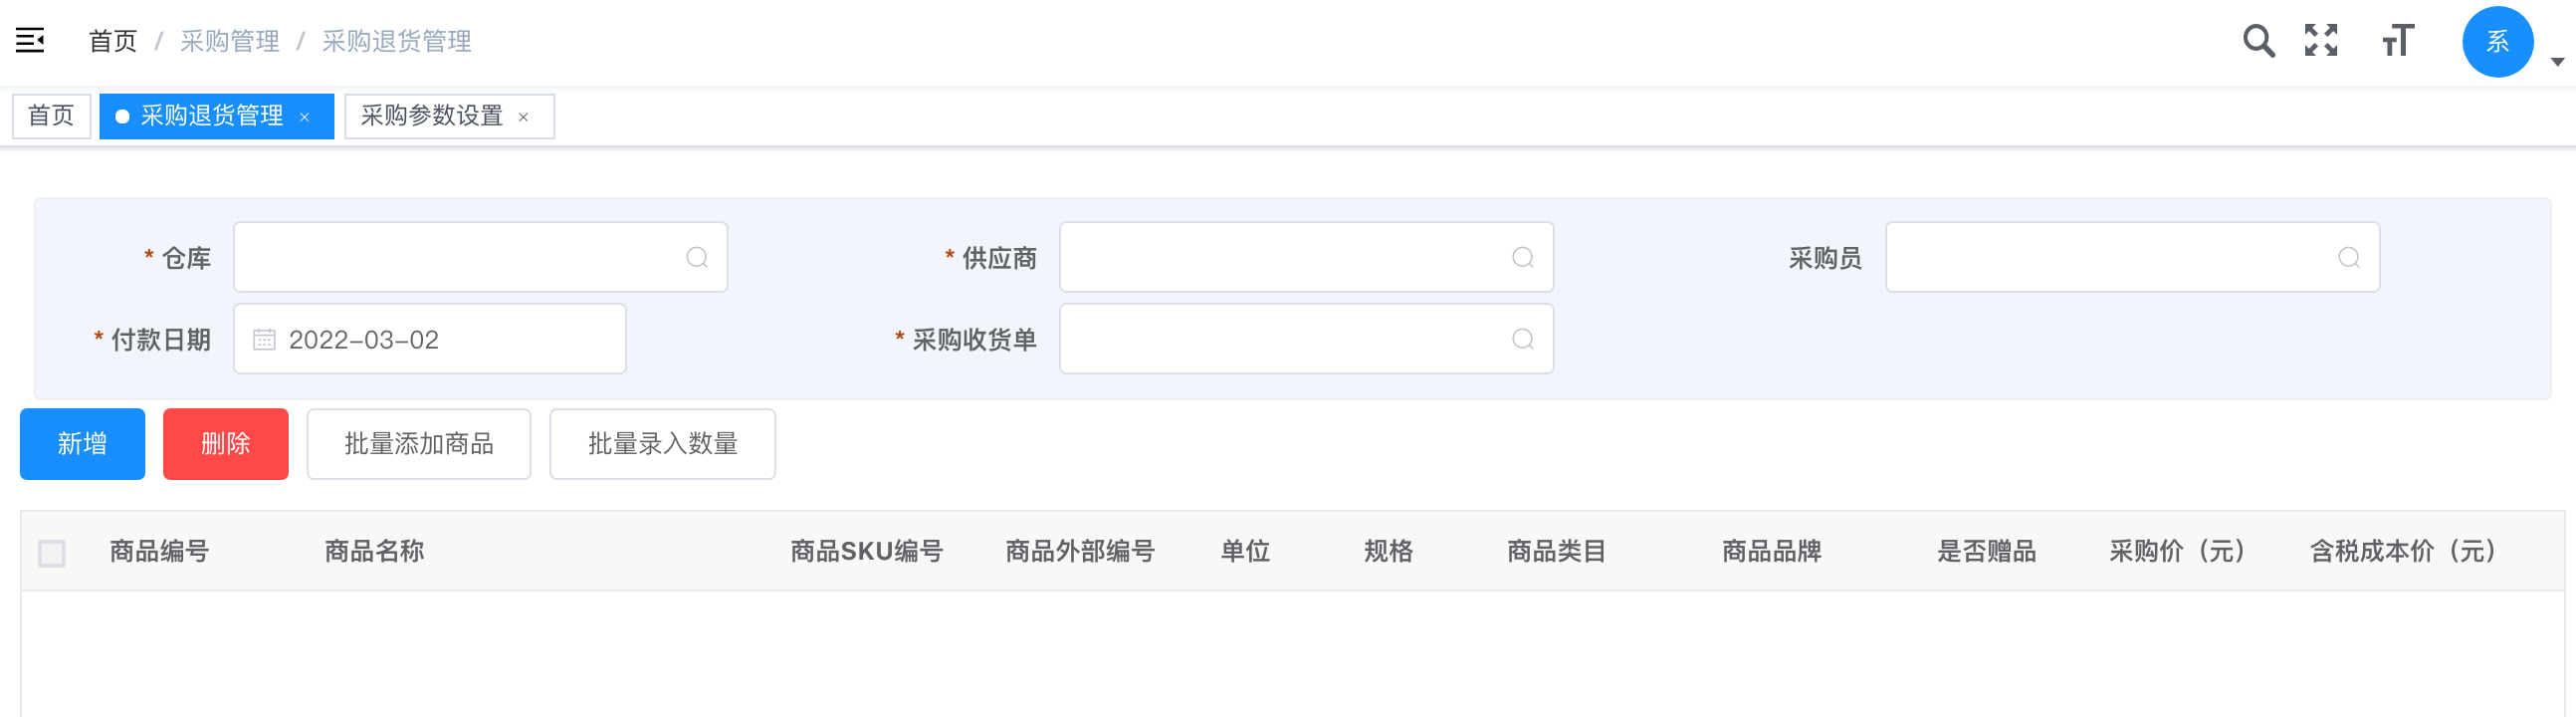 首页 / 采购管理 / 采购退货管理
系
首页 采购退货管理 × 采购参数设置 ×
* 仓库 * 供应商 采购员
* 付款日期 2022-03-02 * 采购收货单
新增 删除 批量添加商品 批量录入数量
商品编号 商品名称 商品SKU编号 商品外部编号 单位 规格 商品类目 商品品牌 是否赠品 采购价（元） 含税成本价（元）